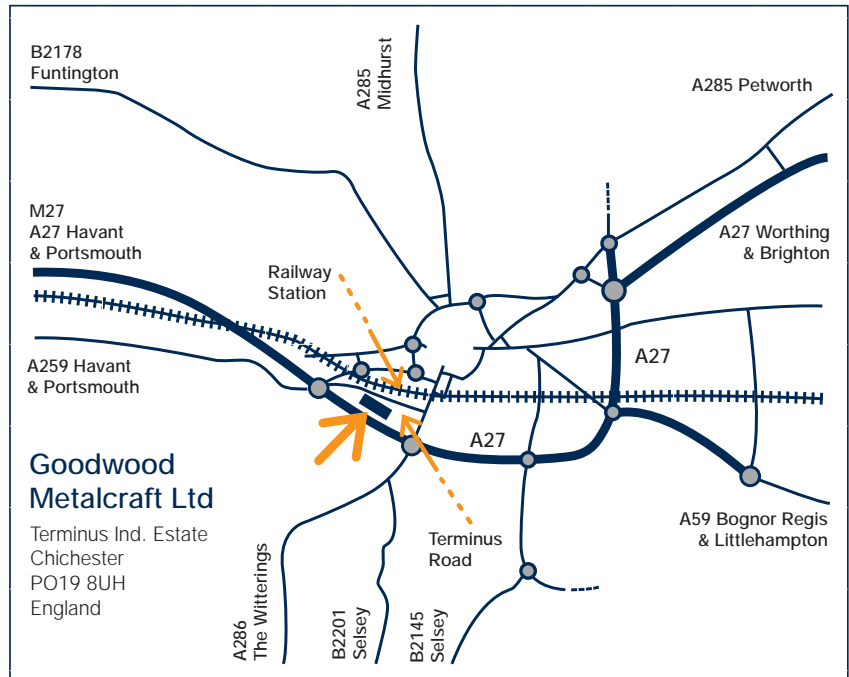 B2178
Funtington
A285
Midhurst
A285 Petworth
M27
A27 Havant
& Portsmouth
A27 Worthing
& Brighton
Railway
Station
A259 Havant
& Portsmouth
A27
A27
Goodwood
Metalcraft Ltd
Terminus Ind. Estate
Chichester
PO19 8UH
England
Terminus
Road
A59 Bognor Regis
& Littlehampton
A286
The Witterings
B2201
Selsey
B2145
Selsey